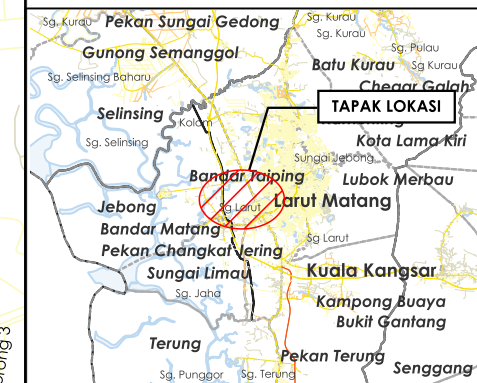 Sg. Kurau
Pekan Sungai Gedong
Sg. Kurau
Sg. Kurau
Gunong Semanggol
Sg. Pulau
Batu Kurau
Sg Kurau
Sg. Selinsing Baharu
Chegar Galah
Selinsing
TAPAK LOKASI
Kolam
Sg. Selinsing
Kota Lama Kiri
Sungai Jebong
Bandar Taiping
Lubok Merbau
Jebong
Sg Larut
Larut Matang
Bandar Matang
Sg Larut
Pekan Changkat Jering
Sungai Limau
Kuala Kangsar
Sg. Jaha
Kampong Buaya
Bukit Gantang
Terung
Pekan Terung
Senggang
Sg. Punggor
Sg. Terung